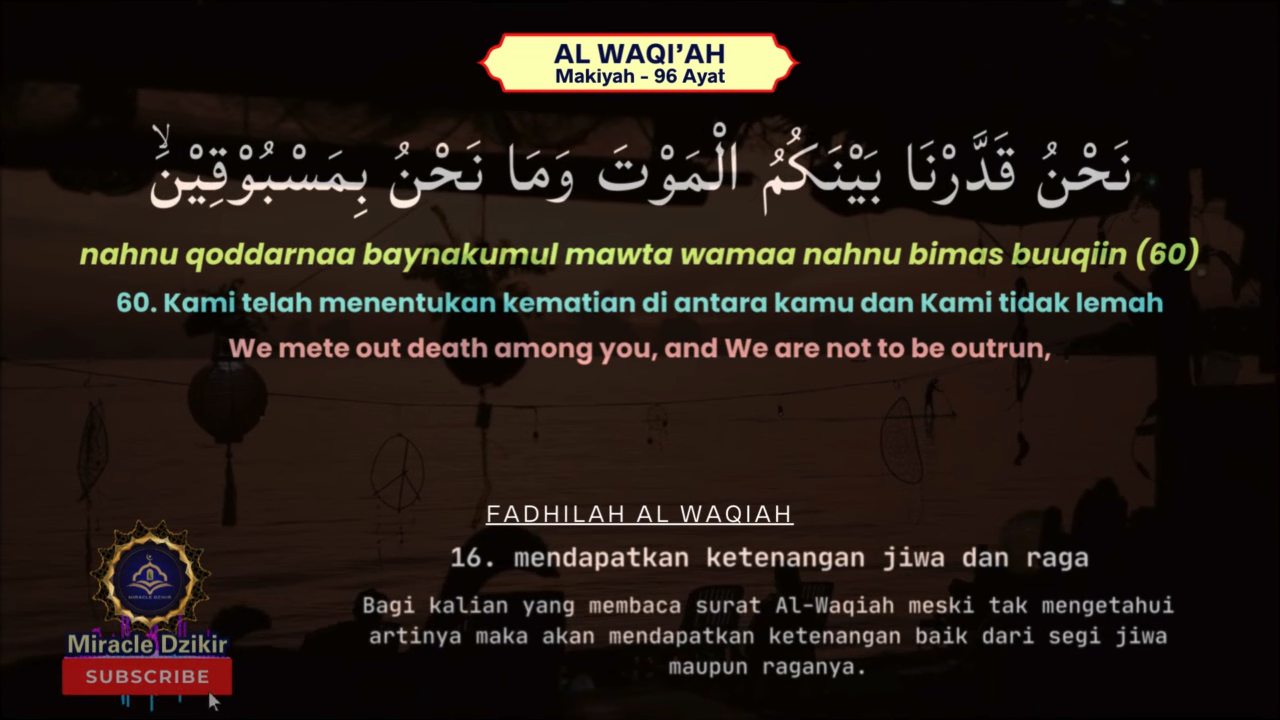 AL WAQI’AH
Makiyah - 96 Ayat
نَحْنُ قَدَّرْنَا بَيْنَكُمُ الْمَوْتَ وَمَا نَحْنُ بِمَسْبُوْقِيْنَۙ
nahnu qoddarnaa baynakumul mawta wamaa nahnu bimas buuqiin (60)
60. Kami telah menentukan kematian di antara kamu dan Kami tidak lemah
We mete out death among you, and We are not to be outrun,
FADHILAH AL WAQIAH
16. mendapatkan ketenangan jiwa dan raga
Bagi kalian yang membaca surat Al-Waqiah meski tak mengetahui
artinya maka akan mendapatkan ketenangan baik dari segi jiwa
maupun raganya.
MIRACLE DZIKIR
Miracle Dzikir
SUBSCRIBE